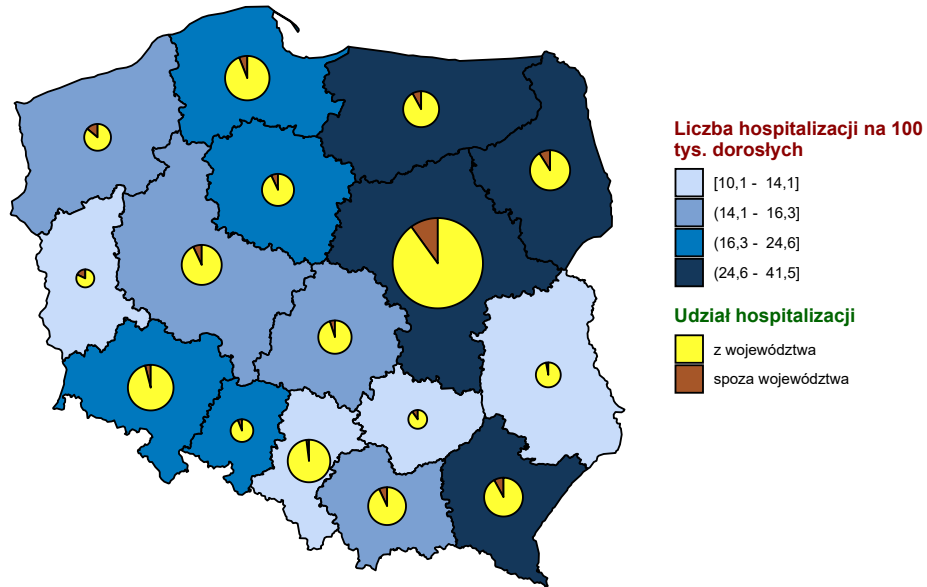 Liczba hospitalizacji na 100
tys. dorosłych
[10,1 - 14,1]
(14,1 - 16,3]
(16,3 - 24,6]
(24,6 - 41,5]
Udział hospitalizacji
z województwa
spoza województwa